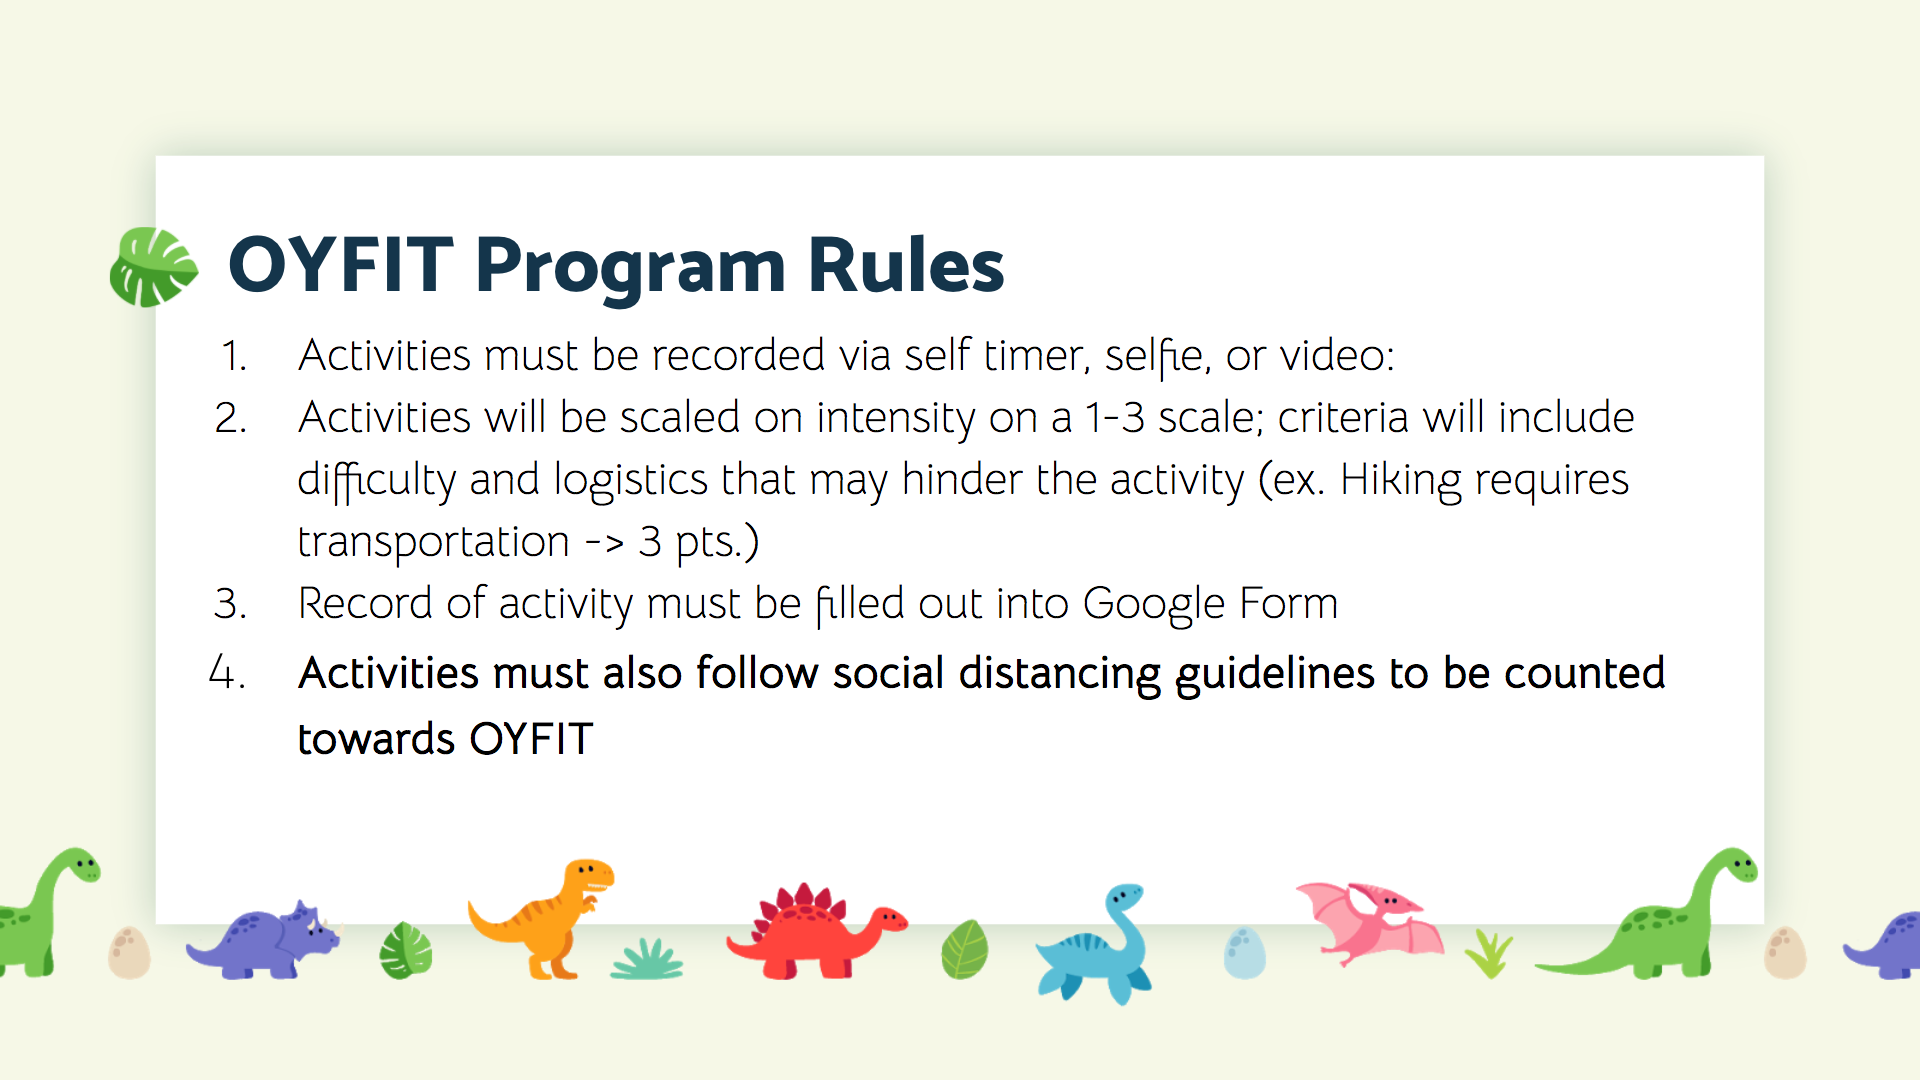 OYFIT Program Rules
1. Activities must be recorded via self timer, selfie, or video:
2. Activities will be scaled on intensity on a 1-3 scale; criteria will include
difficulty and logistics that may hinder the activity (ex. Hiking requires
transportation -> 3 pts.)
3. Record of activity must be filled out into Google Form
4. Activities must also follow social distancing guidelines to be counted
towards OYFIT